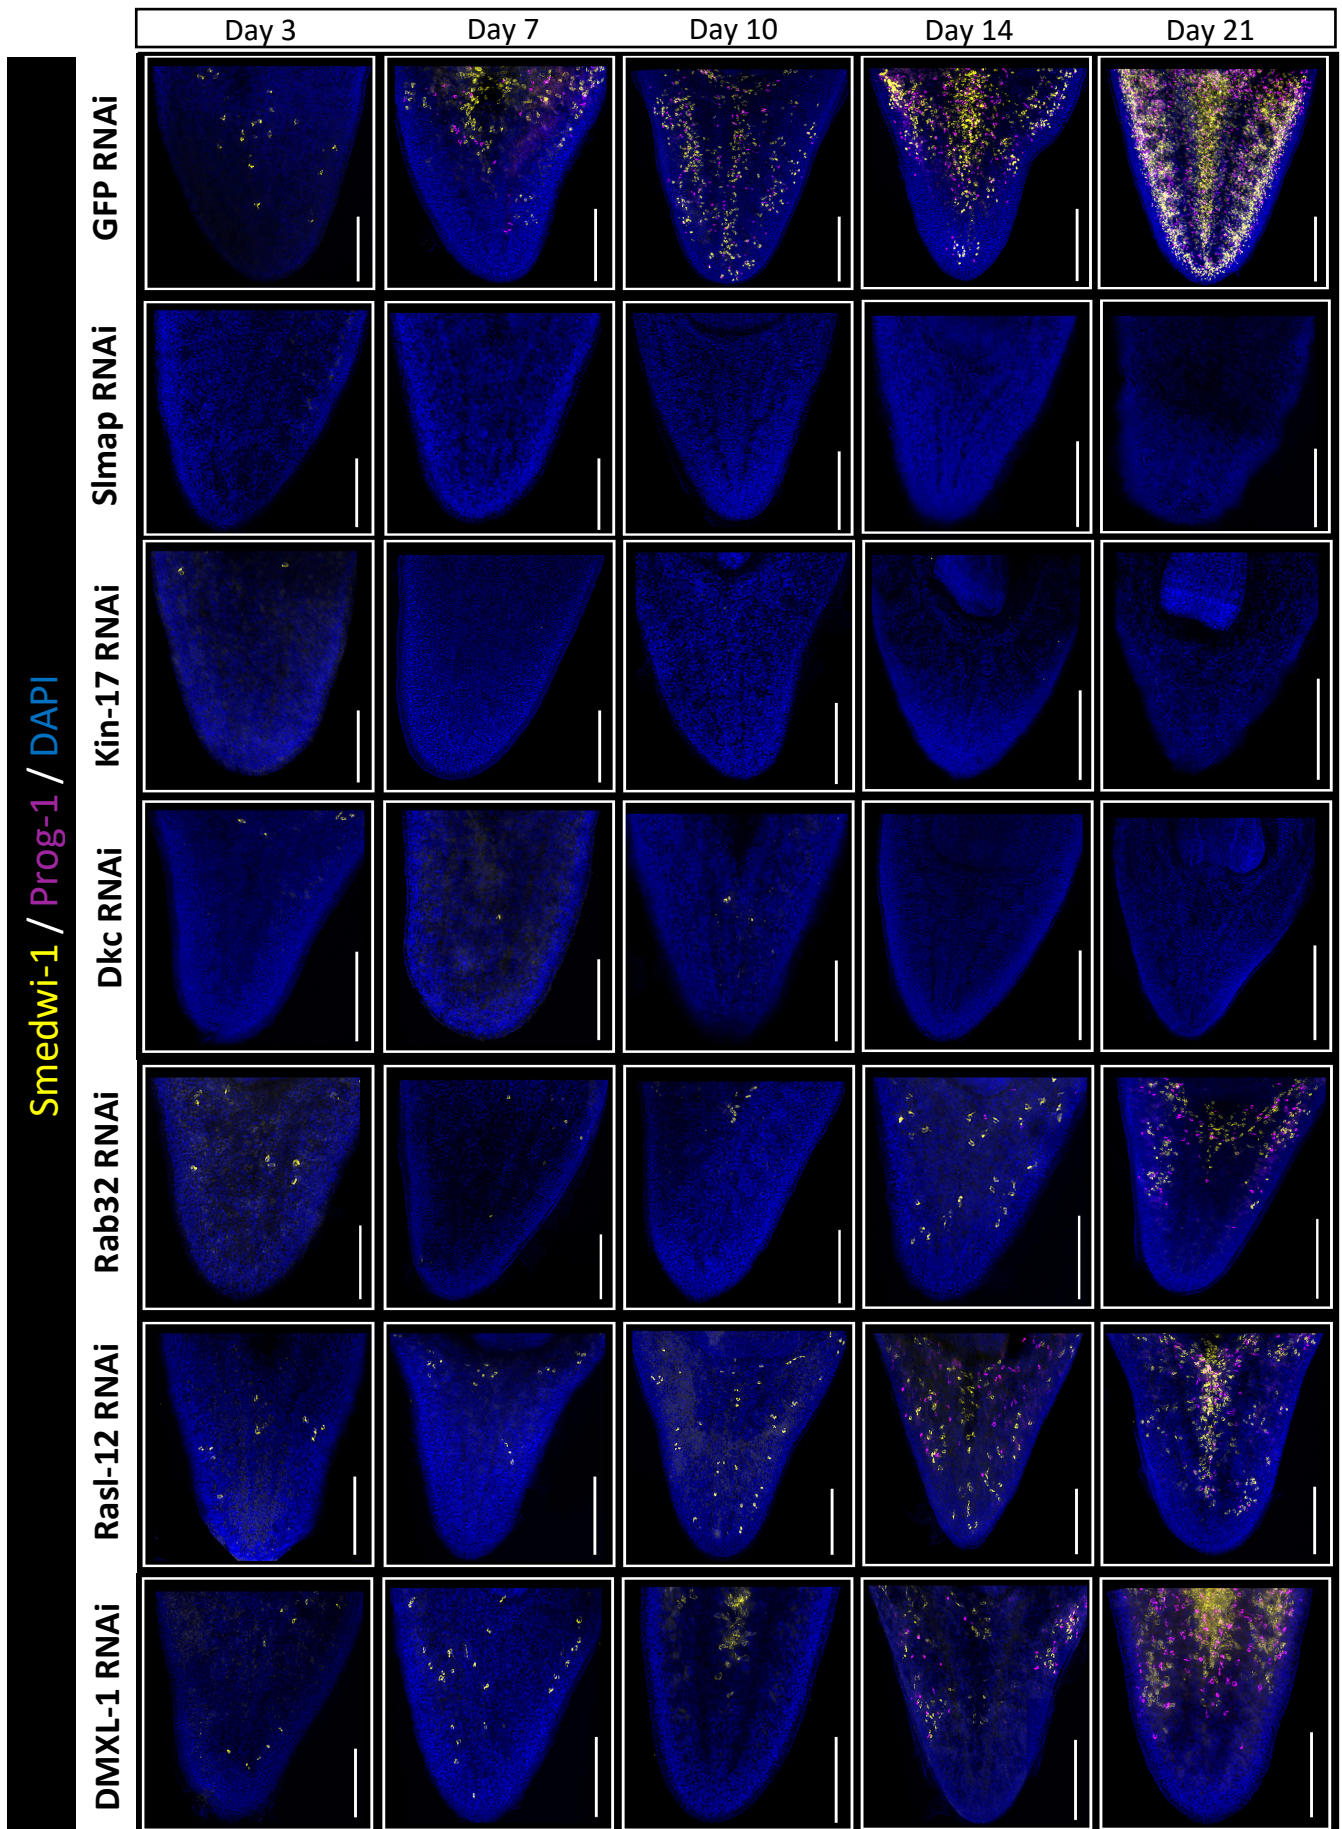 Day 3
Day 7
Day 10
Day 14
Day 21
Smedwi-1 / Prog-1 / DAPI
GFP RNAi
Slmap RNAi
Kin-17 RNAi
Dkc RNAi
Rab32 RNAi
Rasl-12 RNAi
DMXL-1 RNAi